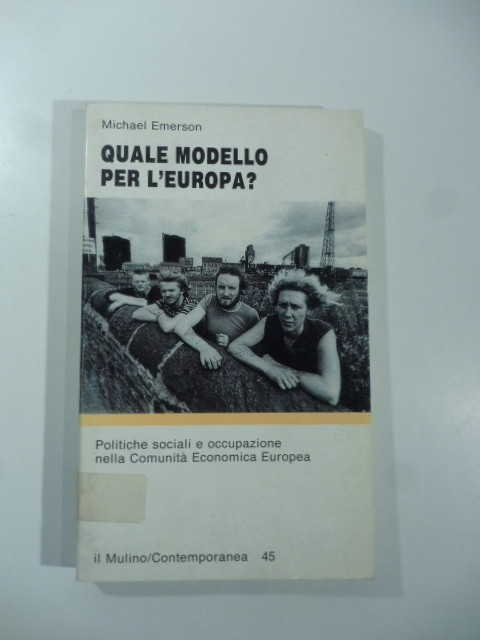 Michael Emerson
QUALE MODELLO
PER L'EUROPA?
Politiche sociali e occupazione
nella Comunità Economica Europea
il Mulino/Contemporanea 45